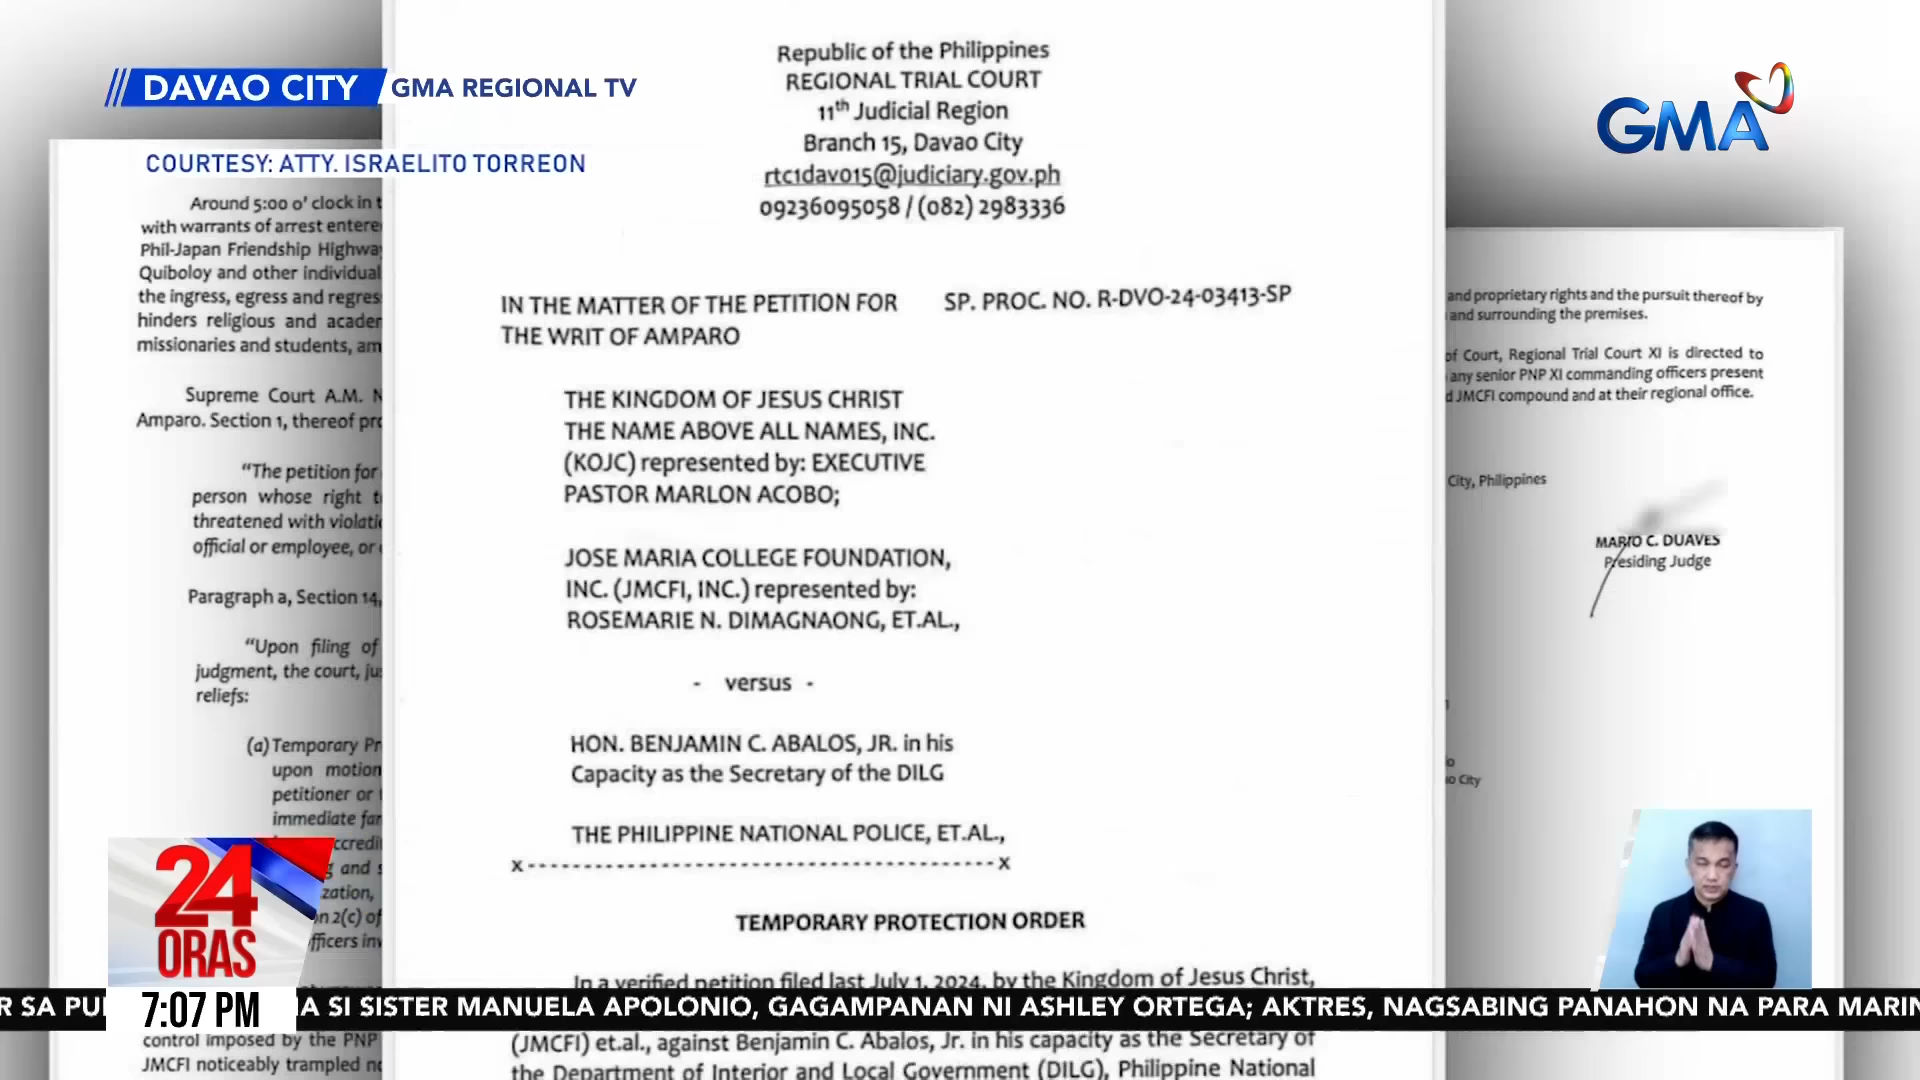 DAVAO CITY
GMA REGIONAL TV
COURTESY: ATTY. ISRAELITO TORREON
GMA
Republic of the Philippines
REGIONAL TRIAL COURT
11th Judicial Region
Branch 15, Davao City
rtc1davo15@judiciary.gov.ph
09236095058 / (082) 2983336
IN THE MATTER OF THE PETITION FOR
THE WRIT OF AMPARO
SP. PROC. NO. R-DVO-24-03413-SP
THE KINGDOM OF JESUS CHRIST
THE NAME ABOVE ALL NAMES, INC.
(KOJC) represented by: EXECUTIVE
PASTOR MARLON ACOBO;
JOSE MARIA COLLEGE FOUNDATION,
INC. (JMCFI, INC.) represented by:
ROSEMARIE N. DIMAGNAONG, ET.AL.,
- versus -
HON. BENJAMIN C. ABALOS, JR. in his
Capacity as the Secretary of the DILG
THE PHILIPPINE NATIONAL POLICE, ET.AL.,
x-----------------------------------------x
TEMPORARY PROTECTION ORDER
In a verified petition filed last July 1, 2024, by the Kingdom of Jesus Christ,
(JMCFI) et.al., against Benjamin C. Abalos, Jr. in his capacity as the Secretary of
the Department of Interior and Local Government (DILG), Philippine National
Around 5:00 o' clock in
with warrants of arrest entere
Phil-Japan Friendship Highwa
Quiboloy and other individual
the ingress, egress and regres
hinders religious and acader
missionaries and students, am
Supreme Court A.M.
Amparo. Section 1, thereof pro
"The petition for
person whose right t
threatened with violati
official or employee, or
Paragraph a, Section 14,
"Upon filing of
judgment, the court, ju
reliefs:
(a) Temporary Pr
upon motion
petitioner or
immediate fam
ccredi
g and s
zation,
n 2(c) of
fficers inv
control imposed by the PNP
JMCFI noticeably trampled
and proprietary rights and the pursuit thereof by
and surrounding the premises.
of Court, Regional Trial Court XI is directed to
any senior PNP XI commanding officers present
d JMCFI compound and at their regional office.
City, Philippines
MARIO C. DUAVES
Presiding Judge
o
ao City
24
ORAS
7:07 PM
R SA PU
A SI SISTER MANUELA APOLONIO, GAGAMPANAN NI ASHLEY ORTEGA; AKTRES, NAGSABING PANAHON NA PARA MARIN